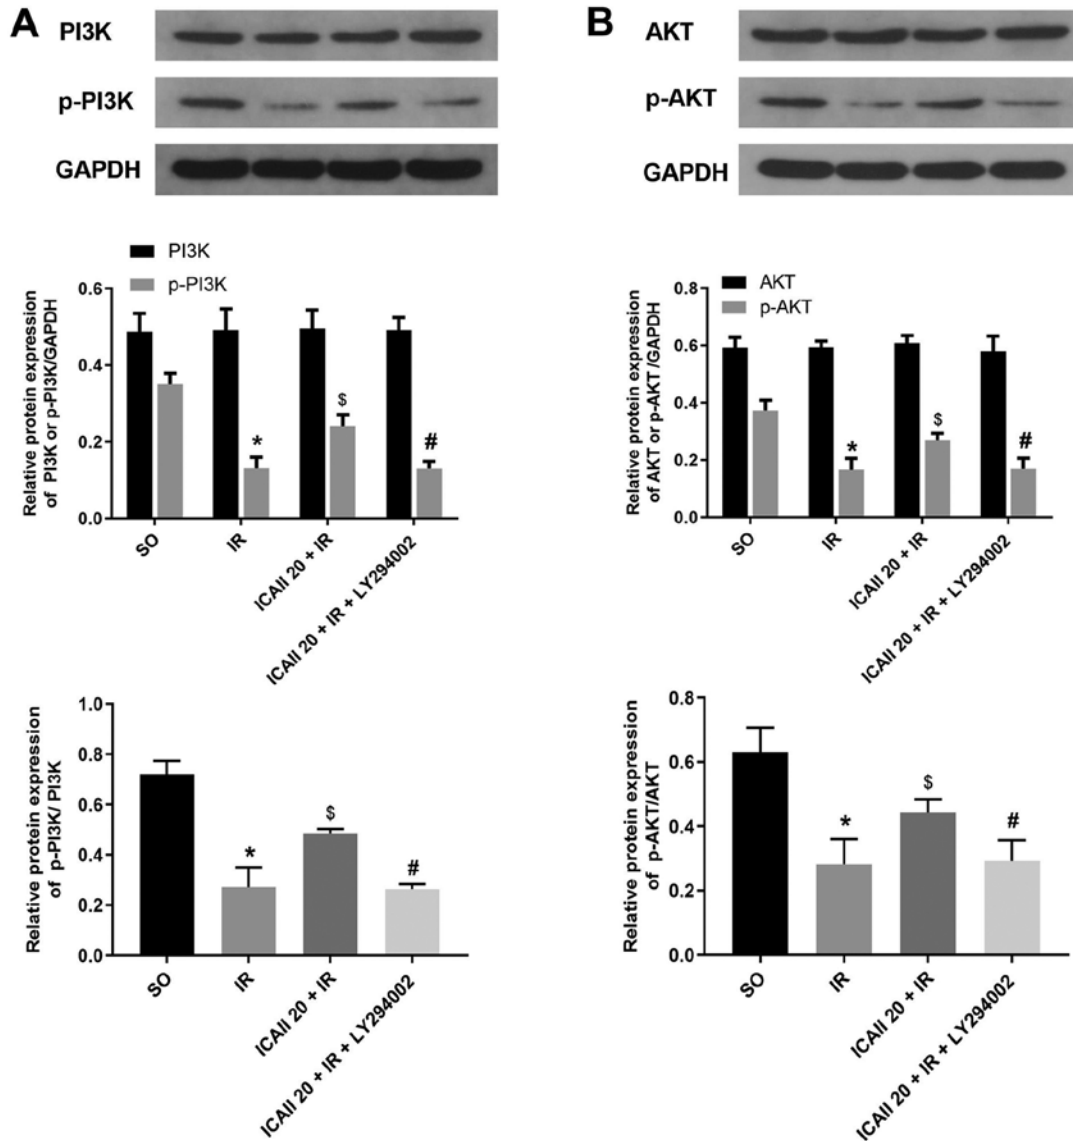 A
PI3K
p-PI3K
GAPDH
PI3K
p-PI3K
Relative protein expression
of PI3K or p-PI3K/GAPDH
0.6
0.4
0.2
0.0
*
$
#
SO
IR
ICAII 20 + IR
ICAII 20 + IR + LY294002
Relative protein expression
of p-PI3K/ PI3K
1.0
0.8
0.6
0.4
0.2
0.0
*
$
#
SO
IR
ICAII 20 + IR
ICAII 20 + IR + LY294002
B
AKT
p-AKT
GAPDH
AKT
p-AKT
Relative protein expression
of AKT or p-AKT /GAPDH
0.8
0.6
0.4
0.2
0.0
*
$
#
SO
IR
ICAII 20 + IR
ICAII 20 + IR + LY294002
Relative protein expression
of p-AKT/AKT
0.8
0.6
0.4
0.2
0.0
*
$
#
SO
IR
ICAII 20 + IR
ICAII 20 + IR + LY294002